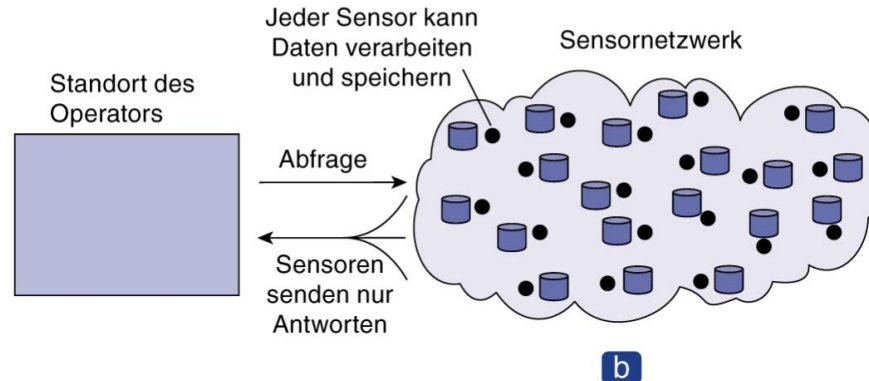 Jeder Sensor kann
Daten verarbeiten
und speichern
Sensornetzwerk
Standort des
Operators
Abfrage
Sensoren
senden nur
Antworten
b